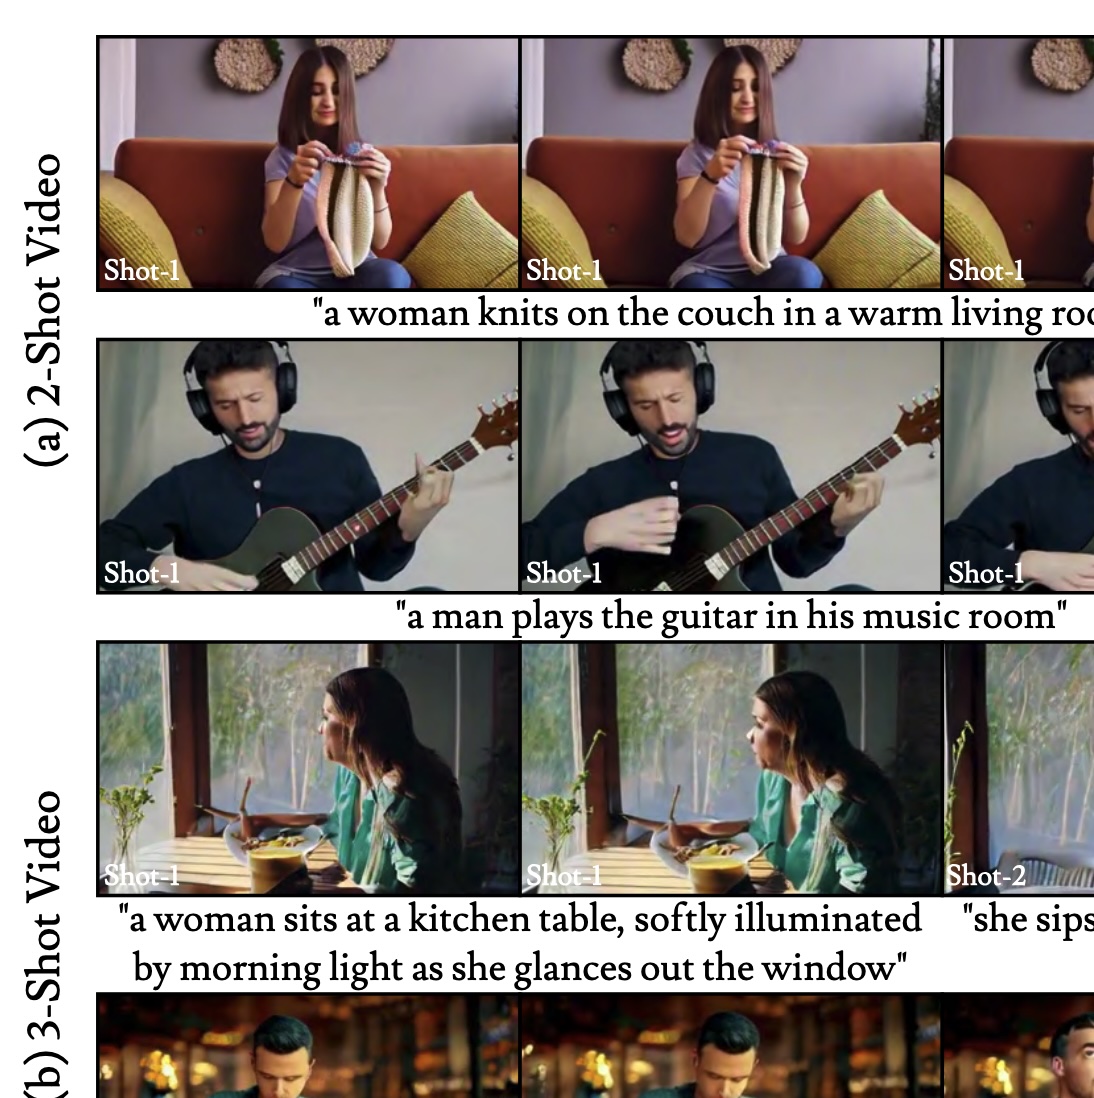 (a) 2-Shot Video
Shot-1 Shot-1 Shot-1
"a woman knits on the couch in a warm living
Shot-1 Shot-1 Shot-1
"a man plays the guitar in his music room"
(b) 3-Shot Video
Shot-1 Shot-1 Shot-2
"a woman sits at a kitchen table, softly illuminated
by morning light as she glances out the window"
"she sips